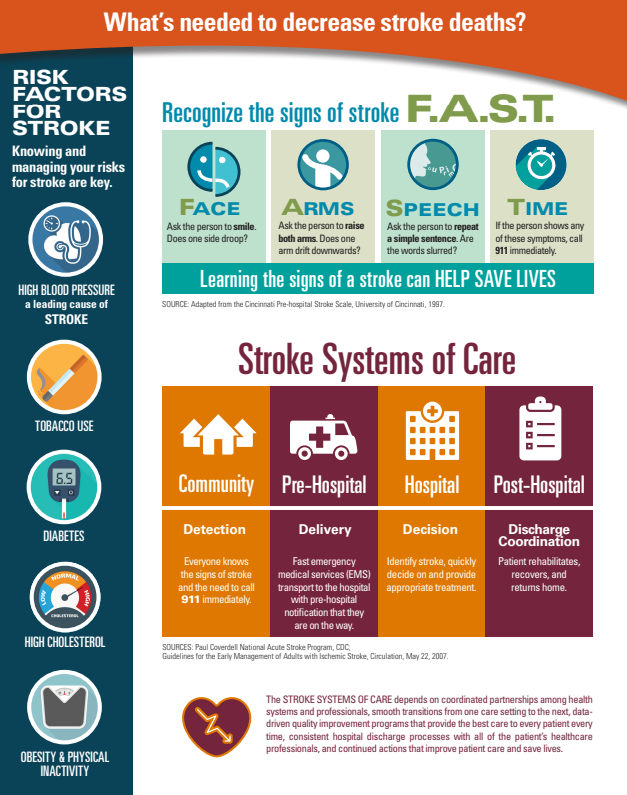 What's needed to decrease stroke deaths?
RISK
FACTORS
FOR
STROKE
Knowing and
managing your risks
for stroke are key.
HIGH BLOOD PRESSURE
a leading cause of
STROKE
TOBACCO USE
6.5
DIABETES
LOW
NORMAL
HIGH
CHOLESTEROL
HIGH CHOLESTEROL
OBESITY & PHYSICAL
INACTIVITY
Recognize the signs of stroke F.A.S.T.
FACE
Ask the person to smile.
Does one side droop?
ARMS
Ask the person to raise
both arms. Does one
arm drift downwards?
SPEECH
Ask the person to repeat
a simple sentence. Are
the words slurred?
TIME
If the person shows any
of these symptoms, call
911 immediately.
Learning the signs of a stroke can HELP SAVE LIVES
SOURCE: Adapted from the Cincinnati Pre-hospital Stroke Scale, University of Cincinnati, 1997.
Stroke Systems of Care
Community
Pre-Hospital
Hospital
Post-Hospital
Detection
Everyone knows
the signs of stroke
and the need to call
911 immediately.
Delivery
Fast emergency
medical services (EMS)
transport to the hospital
with pre-hospital
notification that they
are on the way.
Decision
Identify stroke, quickly
decide on and provide
appropriate treatment.
Discharge
Coordination
Patient rehabilitates,
recovers, and
returns home.
SOURCES: Paul Coverdell National Acute Stroke Program, CDC;
Guidelines for the Early Management of Adults with Ischemic Stroke, Circulation, May 22, 2007.
The STROKE SYSTEMS OF CARE depends on coordinated partnerships among health
systems and professionals, smooth transitions from one care setting to the next, data-
driven quality improvement programs that provide the best care to every patient every
time, consistent hospital discharge processes with all of the patient's healthcare
professionals, and continued actions that improve patient care and save lives.